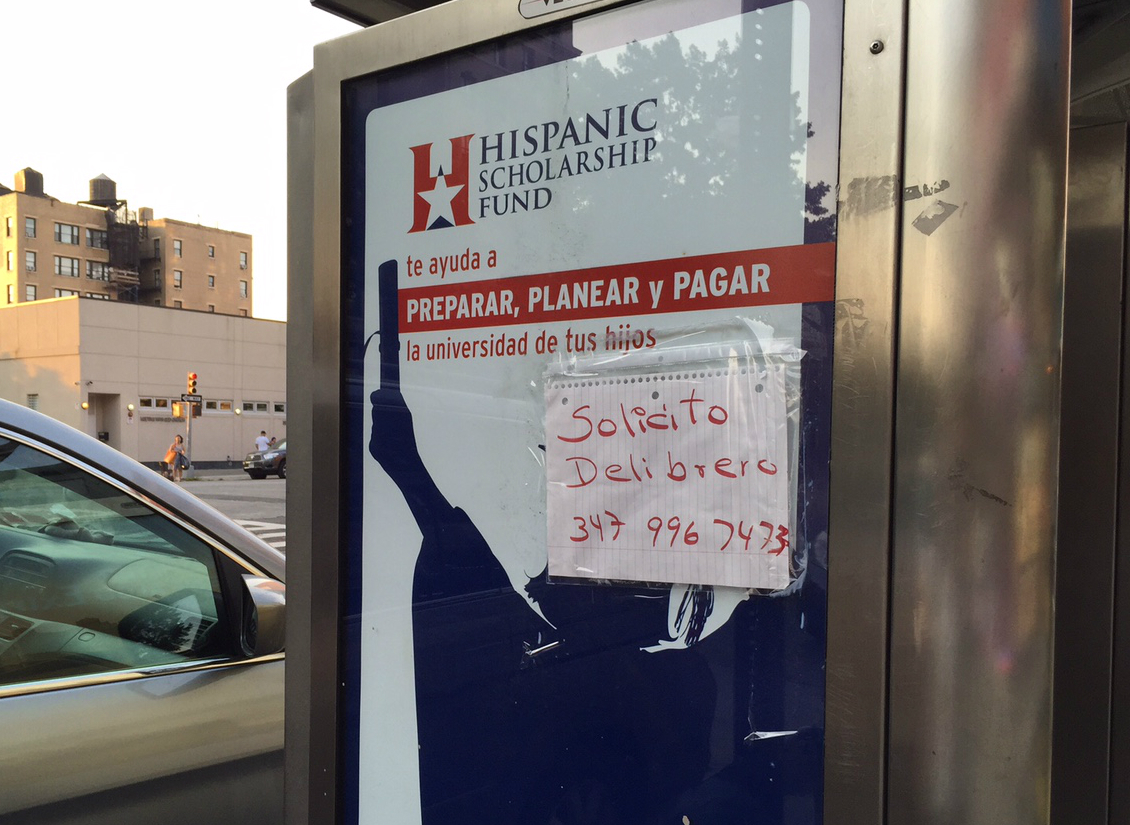 HISPANIC
SCHOLARSHIP
FUND
te ayuda a
PREPARAR, PLANEAR y PAGAR
la universidad de tus hijos
Solicito
Delibrero
347 996 7473